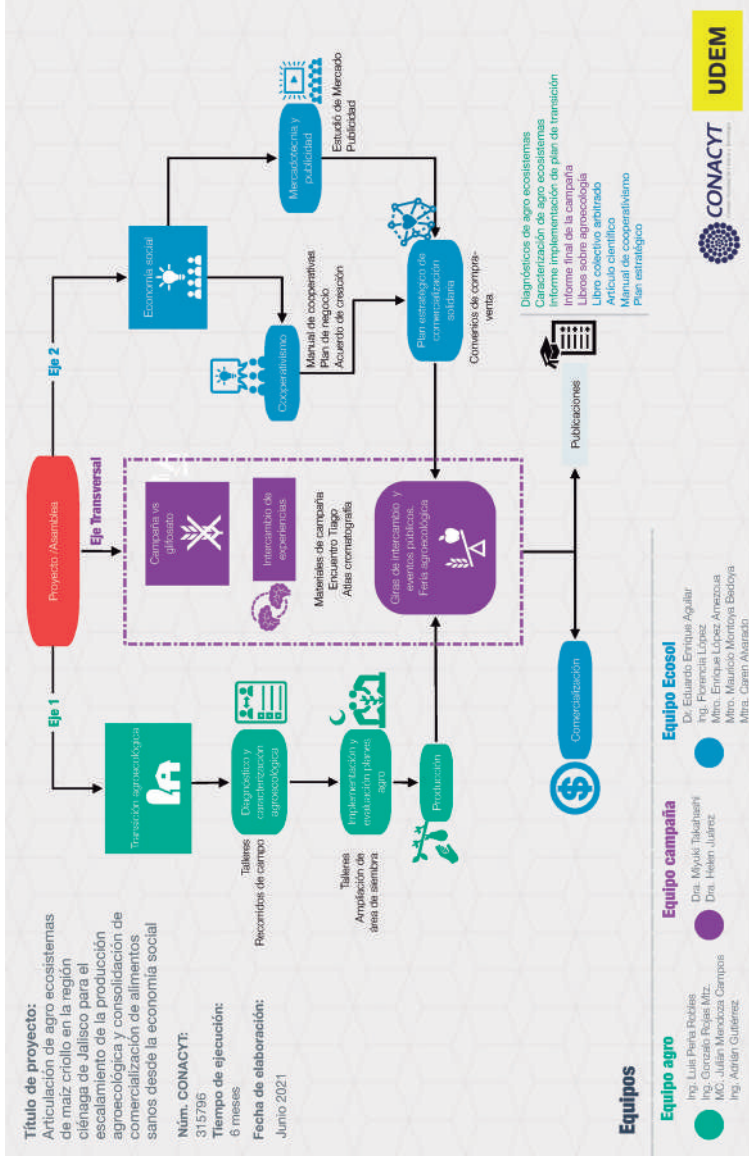 Título de proyecto:
Articulación de agro ecosistemas
de maíz criollo en la región
ciénaga de Jalisco para el
escalamiento de la producción
agroecológica y consolidación de
comercialización de alimentos
sanos desde la economía social
Núm. CONACYT:
315796
Tiempo de ejecución:
6 meses
Fecha de elaboración:
Junio 2021
Proyecto /Asamblea
Eje 1
Eje Transversal
Eje 2
Transición agroecológica
Diagnóstico y
caracterización
agroecológica
Talleres
Recorridos de campo
Implementación y
evaluación planes
agro
Talleres
Ampliación de
área de siembra
Producción
Campaña vs
glifosato
Intercambio de
experiencias
Materiales de campaña
Encuentro Tiago
Atlas cromatografía
Giras de intercambio y
eventos públicos.
Feria agroecológica
Economía social
Cooperativismo
Manual de cooperativas
Plan de negocio
Acuerdo de creación
Mercadotecnia y
publicidad
Estudió de Mercado
Publicidad
Plan estratégico de
comercialización
solidaria
Convenios de compra-
venta
Comercialización
Publicaciones
Diagnósticos de agro ecosistemas
Caracterización de agro ecosistemas
Informe implementación de plan de transición
Informe final de la campaña
Libros sobre agroecología
Libro colectivo arbitrado
Artículo científico
Manual de cooperativismo
Plan estratégico
Equipos
Equipo agro
Ing. Luis Peña Robles
Ing. Gonzalo Rojas Mtz.
MC. Julián Mendoza Campos
Ing. Adrián Gutiérrez
Equipo campaña
Dra. Miyuki Takahashi
Dra. Helen Juárez
Equipo Ecosol
Dr. Eduardo Enrique Aguilar
Ing. Florencia López
Mtro. Enrique López Amezcua
Mtro. Mauricio Montoya Bedoya
Mtra. Caren Alvarado
CONACYT
UDEM